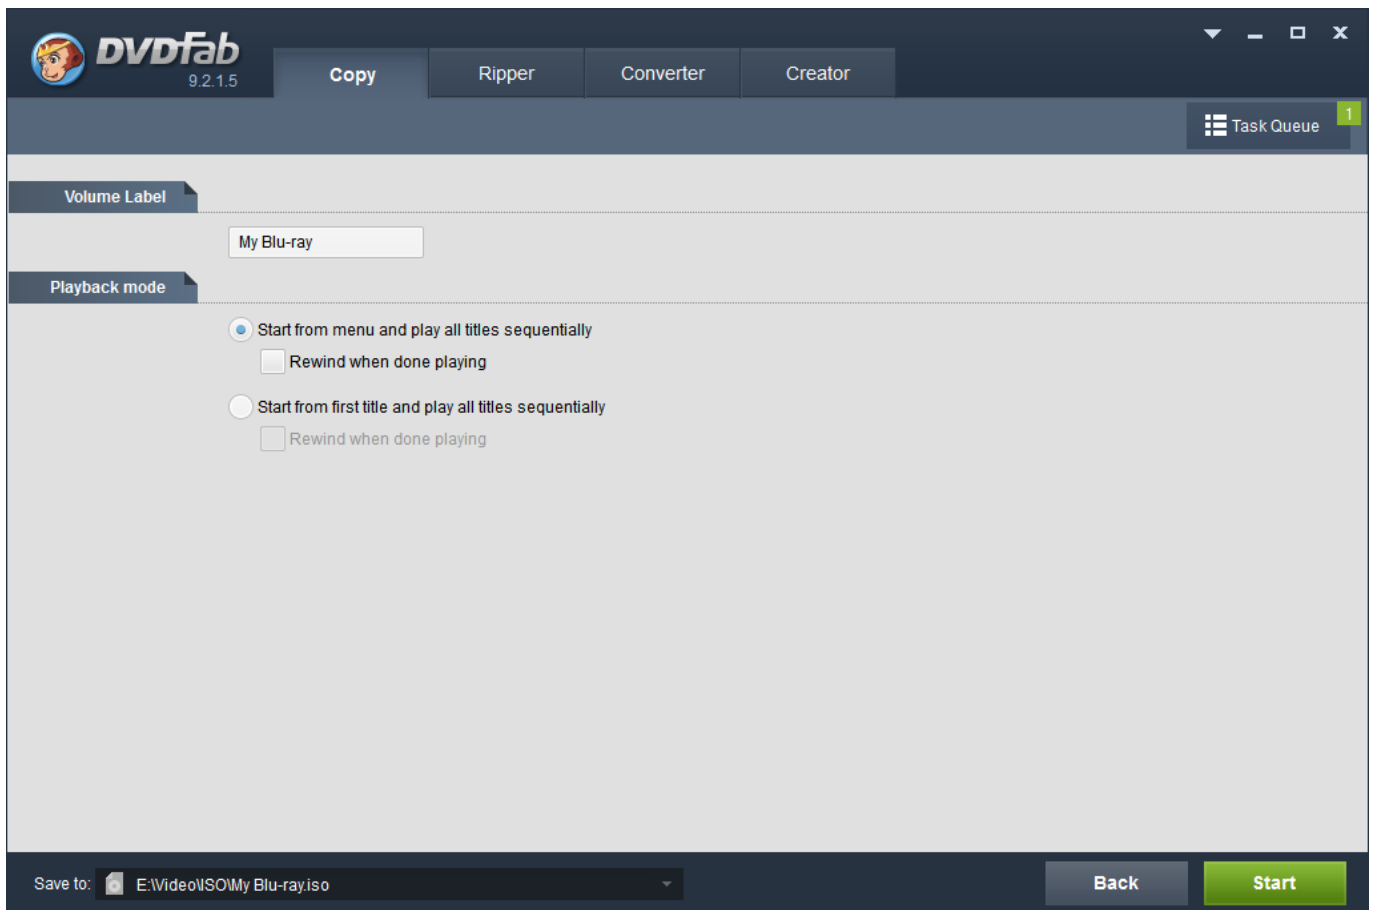 DVDFab
9.2.1.5
Copy
Ripper
Converter
Creator
Task Queue
1
Volume Label
My Blu-ray
Playback mode
Start from menu and play all titles sequentially
Rewind when done playing
Start from first title and play all titles sequentially
Rewind when done playing
Save to:
E:\Video\ISO\My Blu-ray.iso
Back
Start